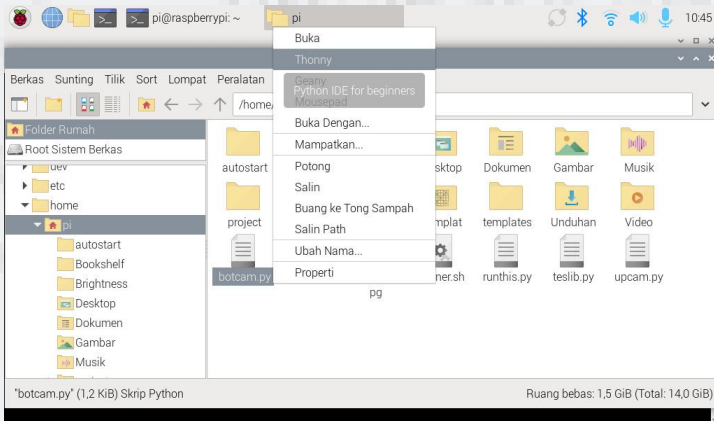 pi@raspberrypi: ~
pi
10:45
Berkas Sunting Tilik Sort Lompat Peralatan
/home/
Buka
Thonny
Geany
Python IDE for beginners
Mousepad
Buka Dengan...
Mampatkan...
Potong
Salin
Buang ke Tong Sampah
Salin Path
Ubah Nama...
Properti
Folder Rumah
Root Sistem Berkas
dev
etc
home
pi
autostart
Bookshelf
Brightness
Desktop
Dokumen
Gambar
Musik
autostart
sktop
Dokumen
Gambar
Musik
project
mplat
templates
Unduhan
Video
botcam.py
ner.sh
runthis.py
teslib.py
upcam.py
pg
"botcam.py" (1,2 KiB) Skrip Python
Ruang bebas: 1,5 GiB (Total: 14,0 GiB)